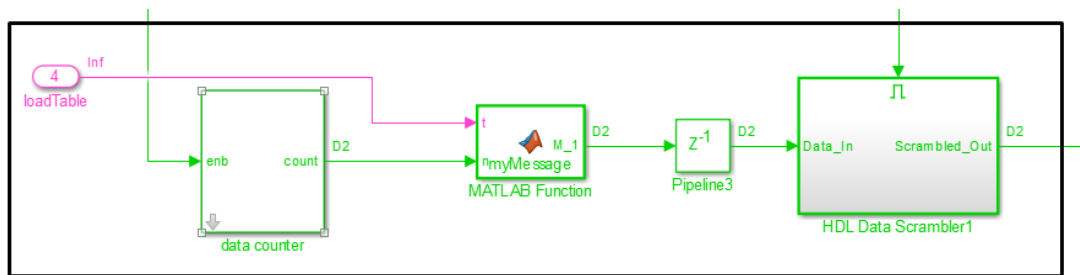 Inf
4
loadTable
enb
count
D2
data counter
t
n
myMessage
M_1
MATLAB Function
D2
Z-1
Pipeline3
D2
Data_In
Scrambled_Out
D2
HDL Data Scrambler1